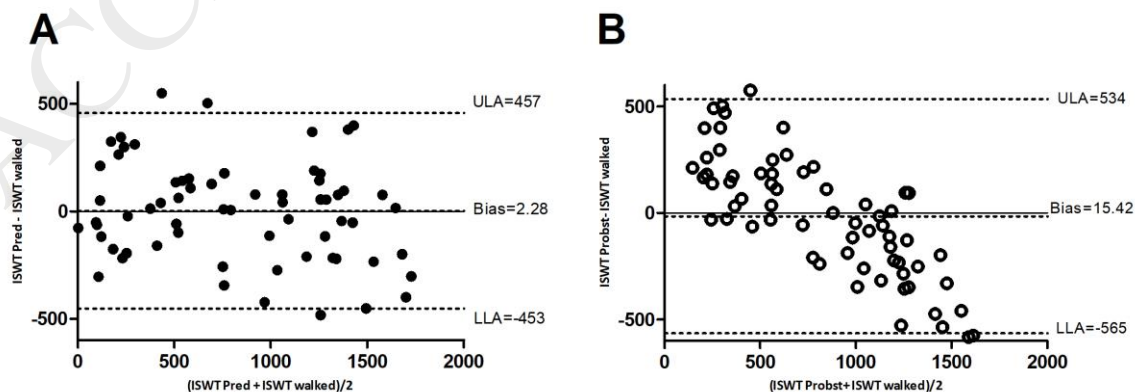 A
B
ISWT Pred - ISWT walked
500
0
-500
0
500
1000
1500
2000
(ISWT Pred + ISWT walked)/2
ULA=457
Bias=2.28
LLA=-453
ISWT Probst- ISWT walked
500
0
-500
0
500
1000
1500
2000
(ISWT Probst+ ISWT walked)/2
ULA=534
Bias=15.42
LLA=-565